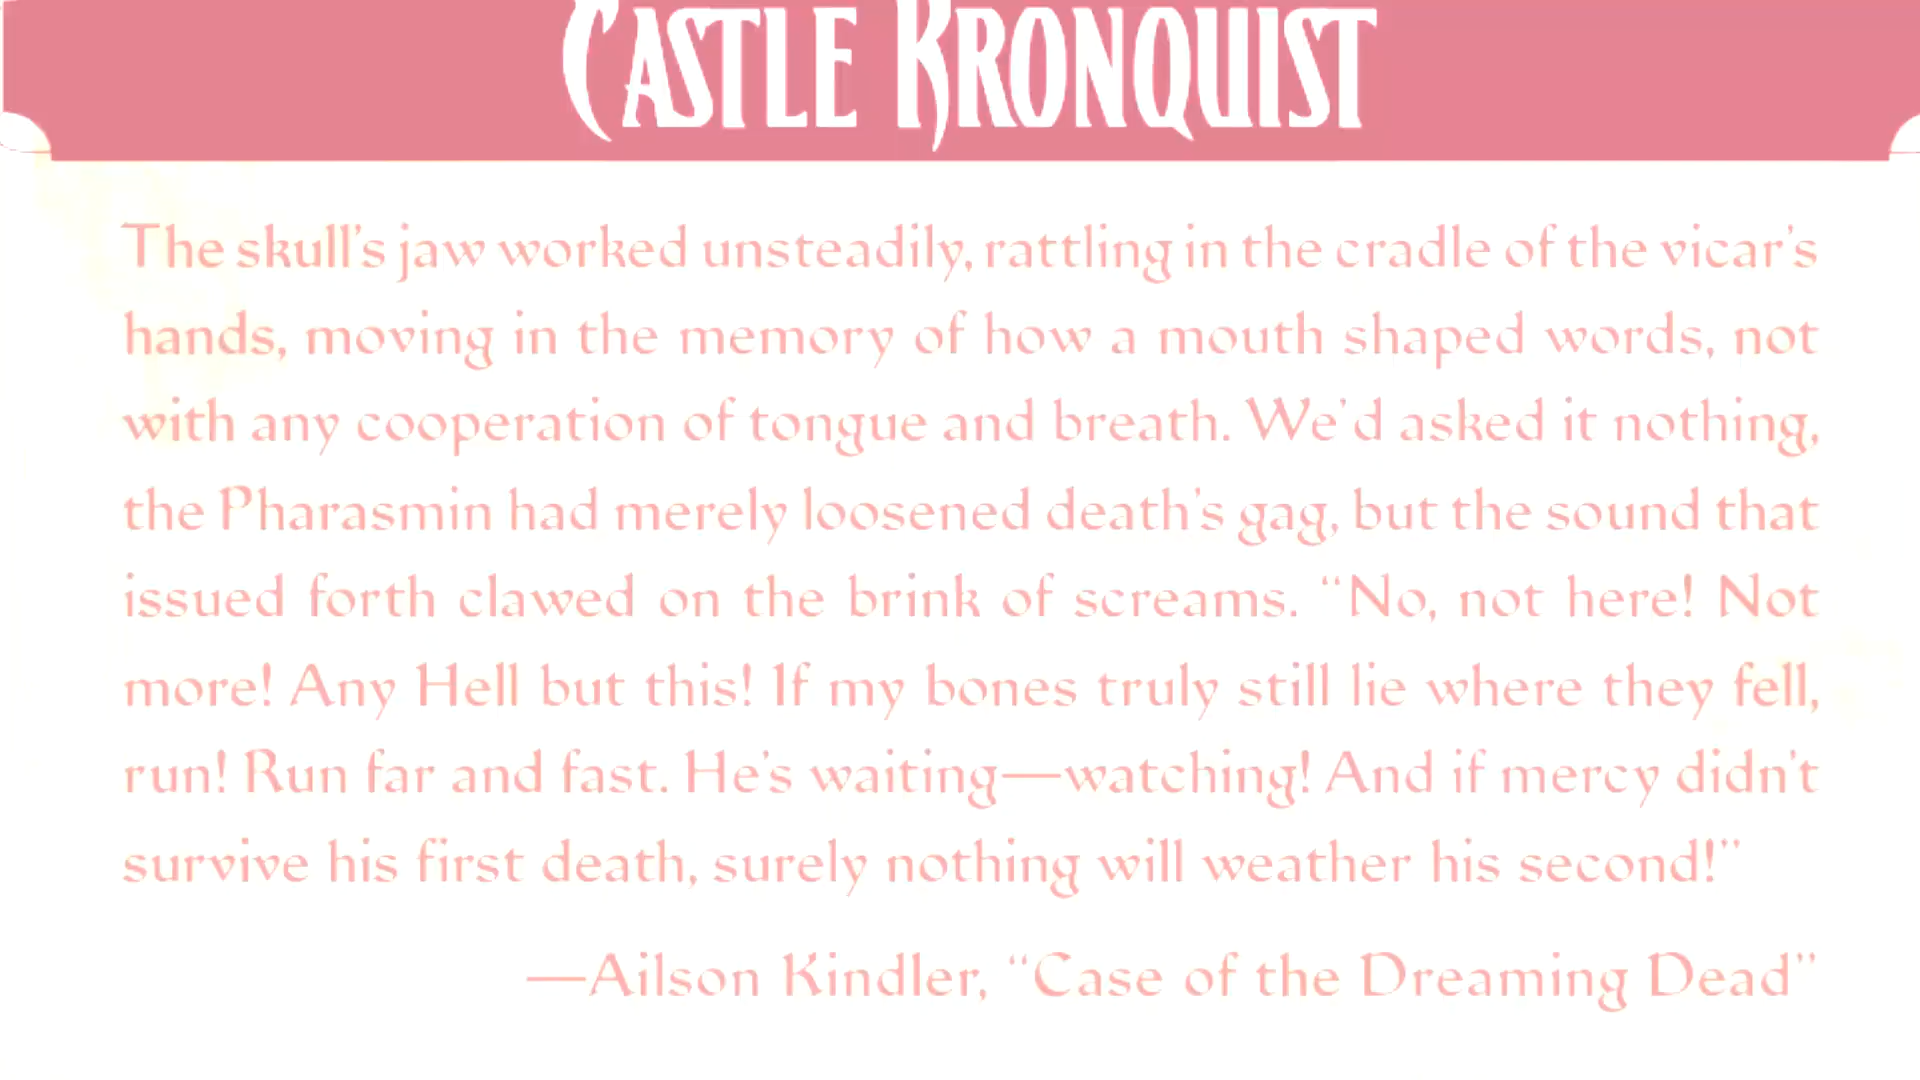 CASTLE KRONQUIST
The skull's jaw worked unsteadily, rattling in the cradle of the vicar's
hands, moving in the memory of how a mouth shaped words, not
with any cooperation of tongue and breath. We'd asked it nothing,
the Pharasmin had merely loosened death's gag, but the sound that
issued forth clawed on the brink of screams. “No, not here! Not
more! Any Hell but this! If my bones truly still lie where they fell,
run! Run far and fast. He's waiting—watching! And if mercy didn't
survive his first death, surely nothing will weather his second!”
—Ailson Kindler, “Case of the Dreaming Dead”